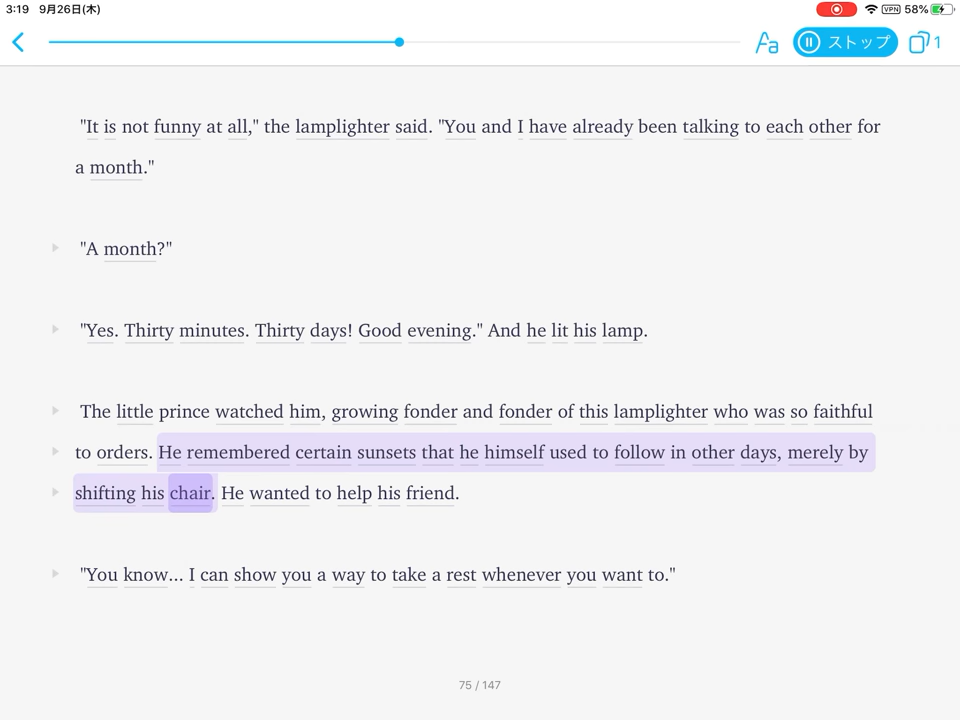 3:19 9月26日(木) VPN 58%
ストップ 1
"It is not funny at all," the lamplighter said. "You and I have already been talking to each other for
a month."
"A month?"
"Yes. Thirty minutes. Thirty days! Good evening." And he lit his lamp.
The little prince watched him, growing fonder and fonder of this lamplighter who was so faithful
to orders. He remembered certain sunsets that he himself used to follow in other days, merely by
shifting his chair. He wanted to help his friend.
"You know... I can show you a way to take a rest whenever you want to."
75 / 147